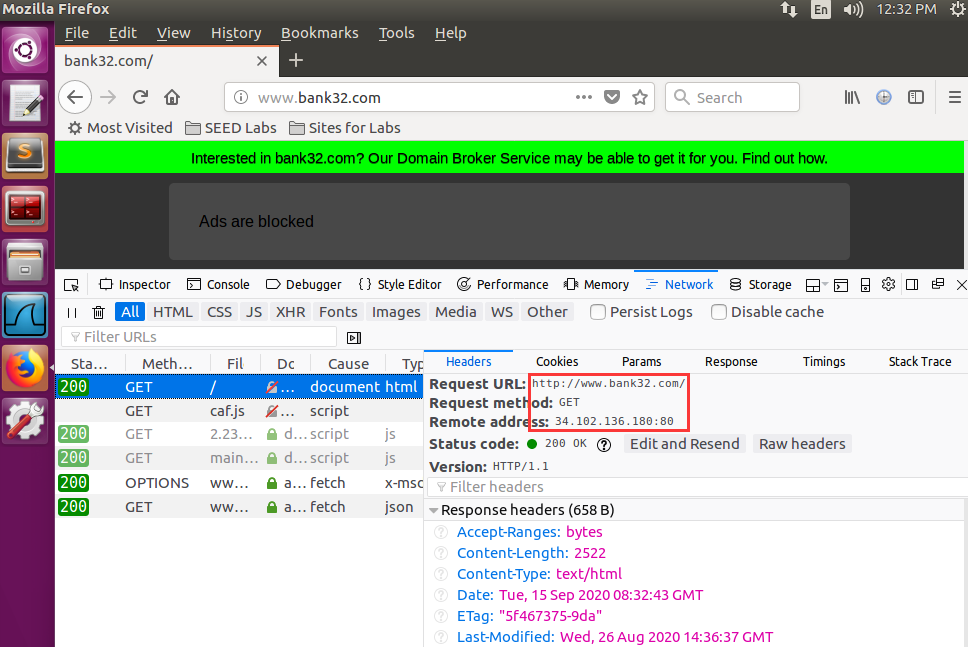 Mozilla Firefox En 12:32 PM
File Edit View History Bookmarks Tools Help
bank32.com/
www.bank32.com Search
Most Visited SEED Labs Sites for Labs
Interested in bank32.com? Our Domain Broker Service may be able to get it for you. Find out how.
Ads are blocked
Inspector Console Debugger Style Editor Performance Memory Network Storage
All HTML CSS JS XHR Fonts Images Media WS Other Persist Logs Disable cache
Filter URLs
Sta... Meth... Fil Dc Cause Typ
200 GET / ... document html
GET caf.js ... script
200 GET 2.23... d... script js
200 GET main... d... script js
200 OPTIONS ww... a... fetch x-msc
200 GET ww... a... fetch json
Headers Cookies Params Response Timings Stack Trace
Request URL: http://www.bank32.com/
Request method: GET
Remote address: 34.102.136.180:80
Status code: 200 OK ? Edit and Resend Raw headers
Version: HTTP/1.1
Filter headers
Response headers (658 B)
? Accept-Ranges: bytes
? Content-Length: 2522
? Content-Type: text/html
? Date: Tue, 15 Sep 2020 08:32:43 GMT
? ETag: "5f467375-9da"
? Last-Modified: Wed, 26 Aug 2020 14:36:37 GMT